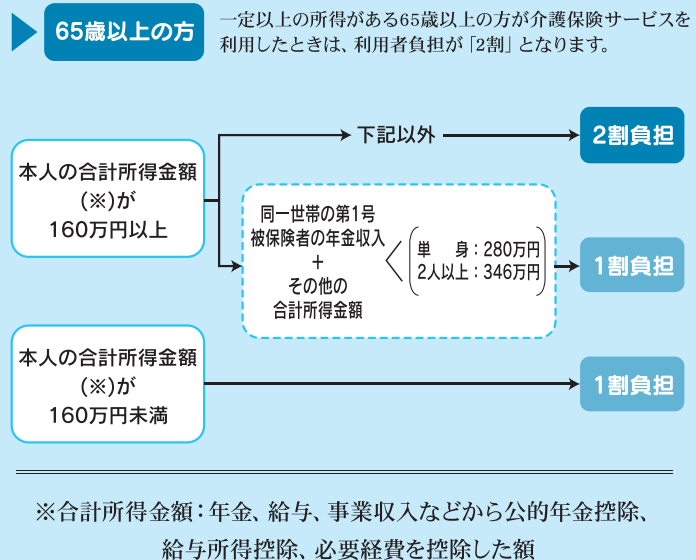 65歳以上の方
一定以上の所得がある65歳以上の方が介護保険サービスを
利用したときは、利用者負担が「2割」となります。
本人の合計所得金額
(※)が
160万円以上
下記以外
2割負担
同一世帯の第1号
被保険者の年金収入
+
その他の
合計所得金額
<
単 身：280万円
2人以上：346万円
1割負担
本人の合計所得金額
(※)が
160万円未満
1割負担
※合計所得金額：年金、給与、事業収入などから公的年金控除、
給与所得控除、必要経費を控除した額